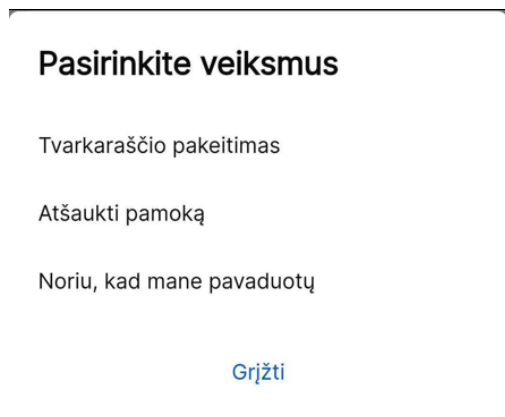 Pasirinkite veiksmus
Tvarkaraščio pakeitimas
Atšaukti pamoką
Noriu, kad mane pavaduotų
Grįžti